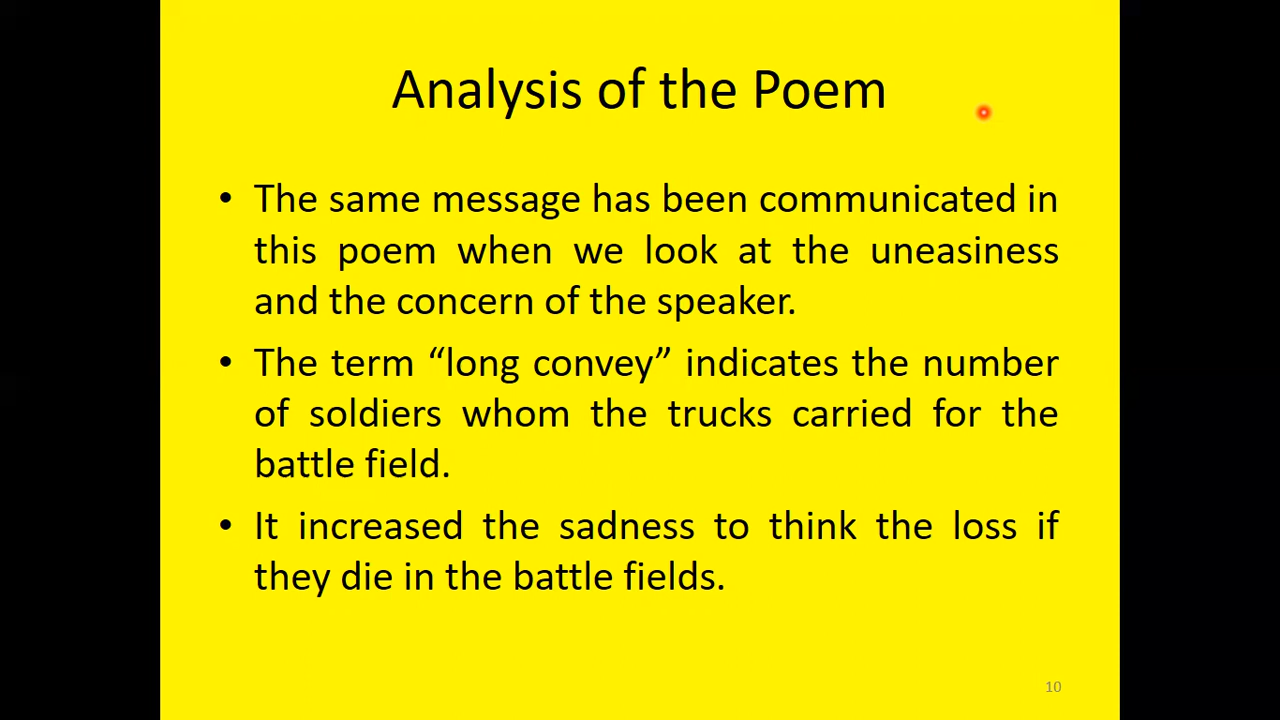 Analysis of the Poem
• The same message has been communicated in
this poem when we look at the uneasiness
and the concern of the speaker.
• The term “long convey” indicates the number
of soldiers whom the trucks carried for the
battle field.
• It increased the sadness to think the loss if
they die in the battle fields.
10